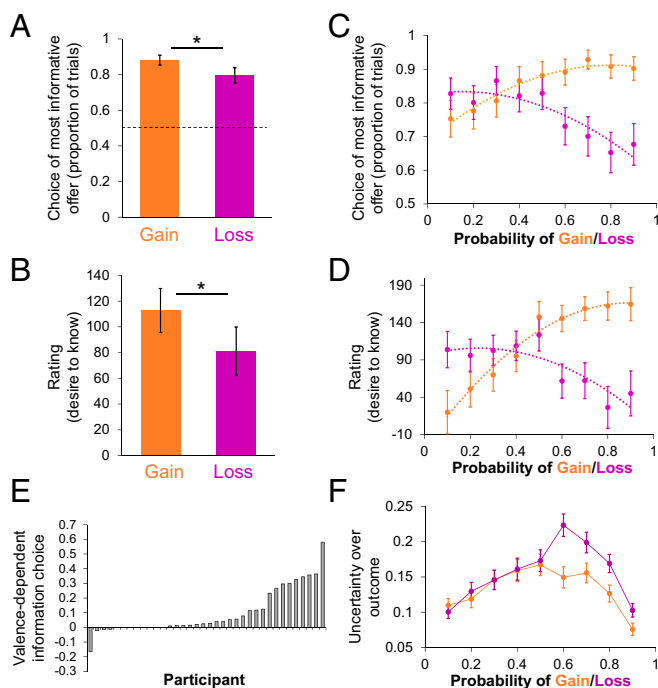 A
Choice of most informative
offer (proportion of trials)
1
0.8
0.6
0.4
0.2
0
*
Gain
Loss
C
Choice of most informative
offer (proportion of trials)
1
0.9
0.8
0.7
0.6
0.5
0
0.2
0.4
0.6
0.8
1
Probability of Gain/Loss
B
Rating
(desire to know)
140
120
100
80
60
40
20
0
*
Gain
Loss
D
Rating
(desire to know)
190
140
90
40
-10
0
0.2
0.4
0.6
0.8
1
Probability of Gain/Loss
E
Valence-dependent
information choice
0.7
0.6
0.5
0.4
0.3
0.2
0.1
0
-0.1
-0.2
-0.3
Participant
F
Uncertainty over
outcome
0.25
0.2
0.15
0.1
0.05
0
0.2
0.4
0.6
0.8
1
Probability of Gain/Loss